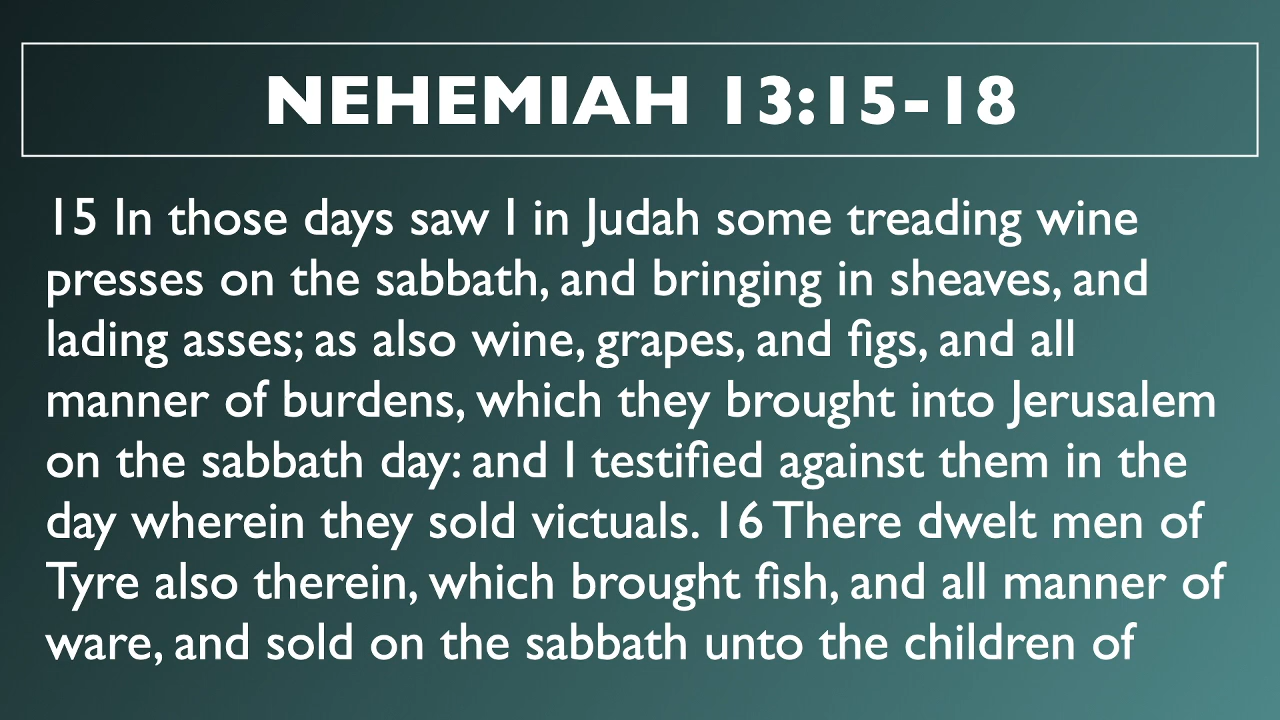 NEHEMIAH 13:15-18
15 In those days saw I in Judah some treading wine
presses on the sabbath, and bringing in sheaves, and
lading asses; as also wine, grapes, and figs, and all
manner of burdens, which they brought into Jerusalem
on the sabbath day: and I testified against them in the
day wherein they sold victuals. 16 There dwelt men of
Tyre also therein, which brought fish, and all manner of
ware, and sold on the sabbath unto the children of